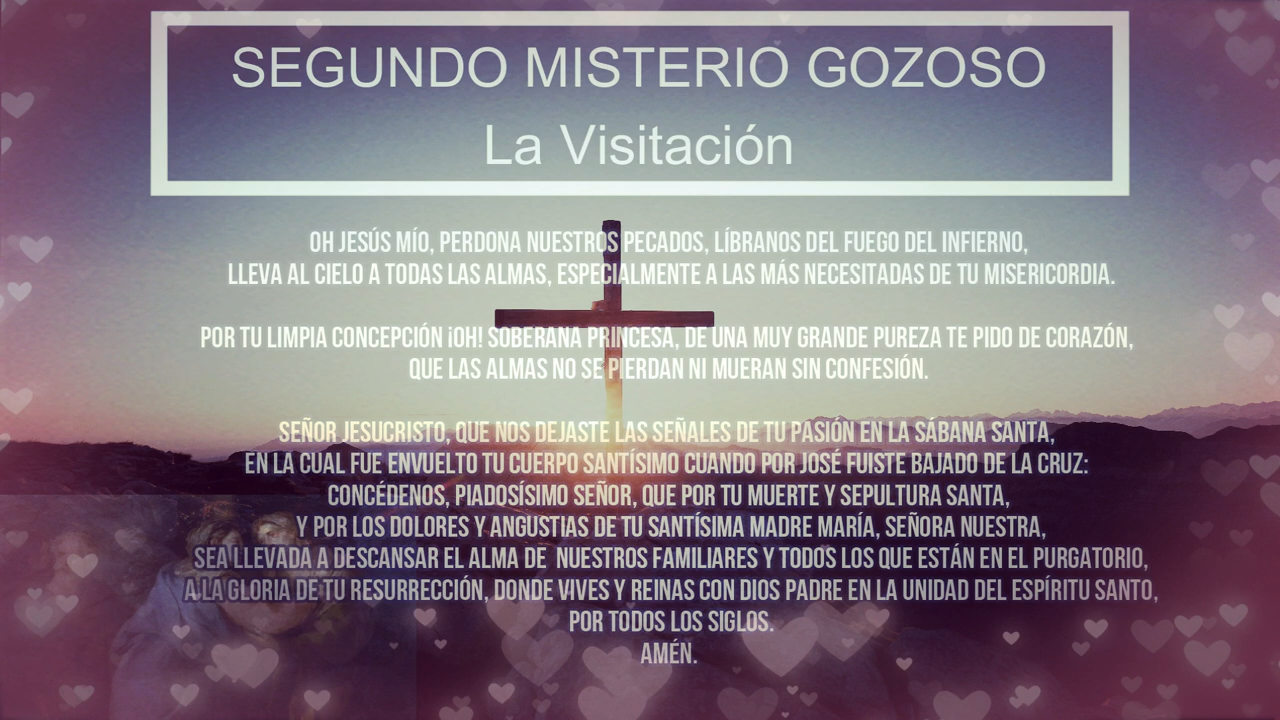 SEGUNDO MISTERIO GOZOSO
La Visitación
OH JESÚS MÍO, PERDONA NUESTROS PECADOS, LÍBRANOS DEL FUEGO DEL INFIERNO,
LLEVA AL CIELO A TODAS LAS ALMAS, ESPECIALMENTE A LAS MÁS NECESITADAS DE TU MISERICORDIA.
POR TU LIMPIA CONCEPCIÓN ¡OH! SOBERANA PRINCESA, DE UNA MUY GRANDE PUREZA TE PIDO DE CORAZÓN,
QUE LAS ALMAS NO SE PIERDAN NI MUERAN SIN CONFESIÓN.
SEÑOR JESUCRISTO, QUE NOS DEJASTE LAS SEÑALES DE TU PASIÓN EN LA SÁBANA SANTA,
EN LA CUAL FUE ENVUELTO TU CUERPO SANTÍSIMO CUANDO POR JOSÉ FUISTE BAJADO DE LA CRUZ:
CONCÉDENOS, PIADOSÍSIMO SEÑOR, QUE POR TU MUERTE Y SEPULTURA SANTA,
Y POR LOS DOLORES Y ANGUSTIAS DE TU SANTÍSIMA MADRE MARÍA, SEÑORA NUESTRA,
SEA LLEVADA A DESCANSAR EL ALMA DE NUESTROS FAMILIARES Y TODOS LOS QUE ESTÁN EN EL PURGATORIO,
A LA GLORIA DE TU RESURRECCIÓN, DONDE VIVES Y REINAS CON DIOS PADRE EN LA UNIDAD DEL ESPÍRITU SANTO,
POR TODOS LOS SIGLOS.
AMÉN.